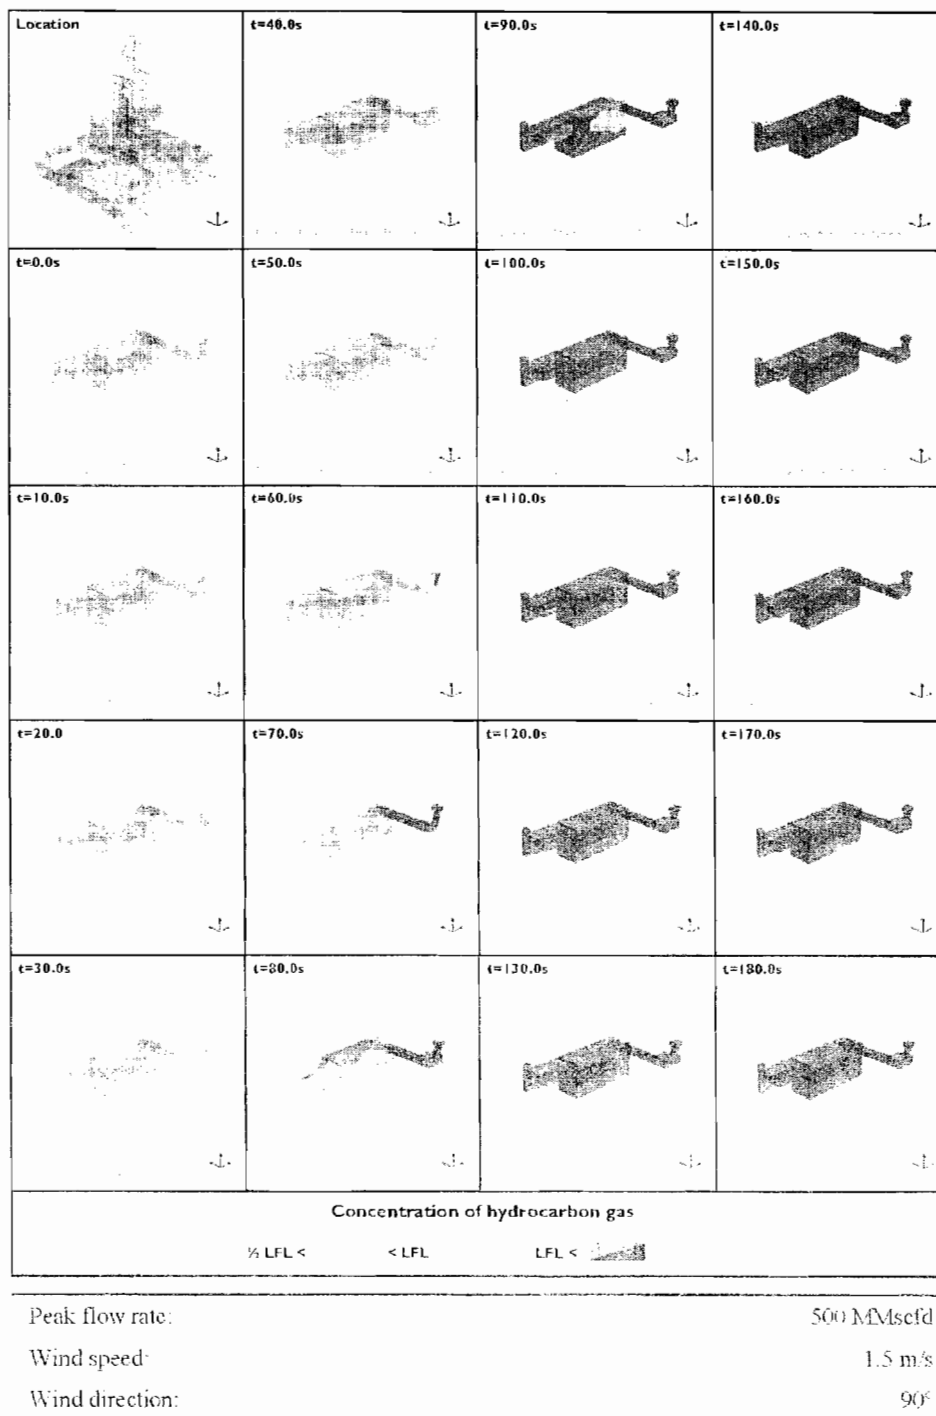 Location
t=40.0s
t=90.0s
t=140.0s
t=0.0s
t=50.0s
t=100.0s
t=150.0s
t=10.0s
t=60.0s
t=110.0s
t=160.0s
t=20.0
t=70.0s
t=120.0s
t=170.0s
t=30.0s
t=80.0s
t=130.0s
t=180.0s
Concentration of hydrocarbon gas
½ LFL < < LFL LFL <
Peak flow rate: 500 MMscfd
Wind speed: 1.5 m/s
Wind direction: 90°